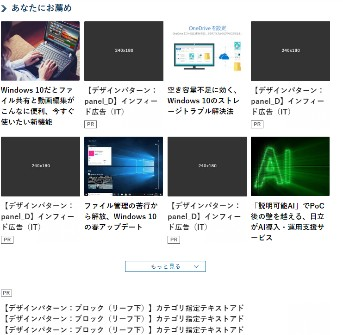 あなたにお薦め
240x180
OneDriveを設定
240x180
Windows 10だとファ
イル共有と動画編集が
こんなに便利、今すぐ
使いたい新機能
【デザインパターン：
panel_D】インフィー
ド広告（IT）
PR
空き容量不足に効く、
Windows 10のストレ
ージトラブル解決法
【デザインパターン：
panel_D】インフィー
ド広告（IT）
PR
240x180
240x180
AI
【デザインパターン：
panel_D】インフィー
ド広告（IT）
PR
ファイル管理の苦行か
ら解放、Windows 10
の春アップデート
【デザインパターン：
panel_D】インフィー
ド広告（IT）
PR
「説明可能AI」でPoC
後の壁を越える、日立
がAI導入・運用支援サ
ービス
もっと見る
PR
【デザインパターン：ブロック（リーフ下）】カテゴリ指定テキストアド
【デザインパターン：ブロック（リーフ下）】カテゴリ指定テキストアド
【デザインパターン：ブロック（リーフ下）】カテゴリ指定テキストアド